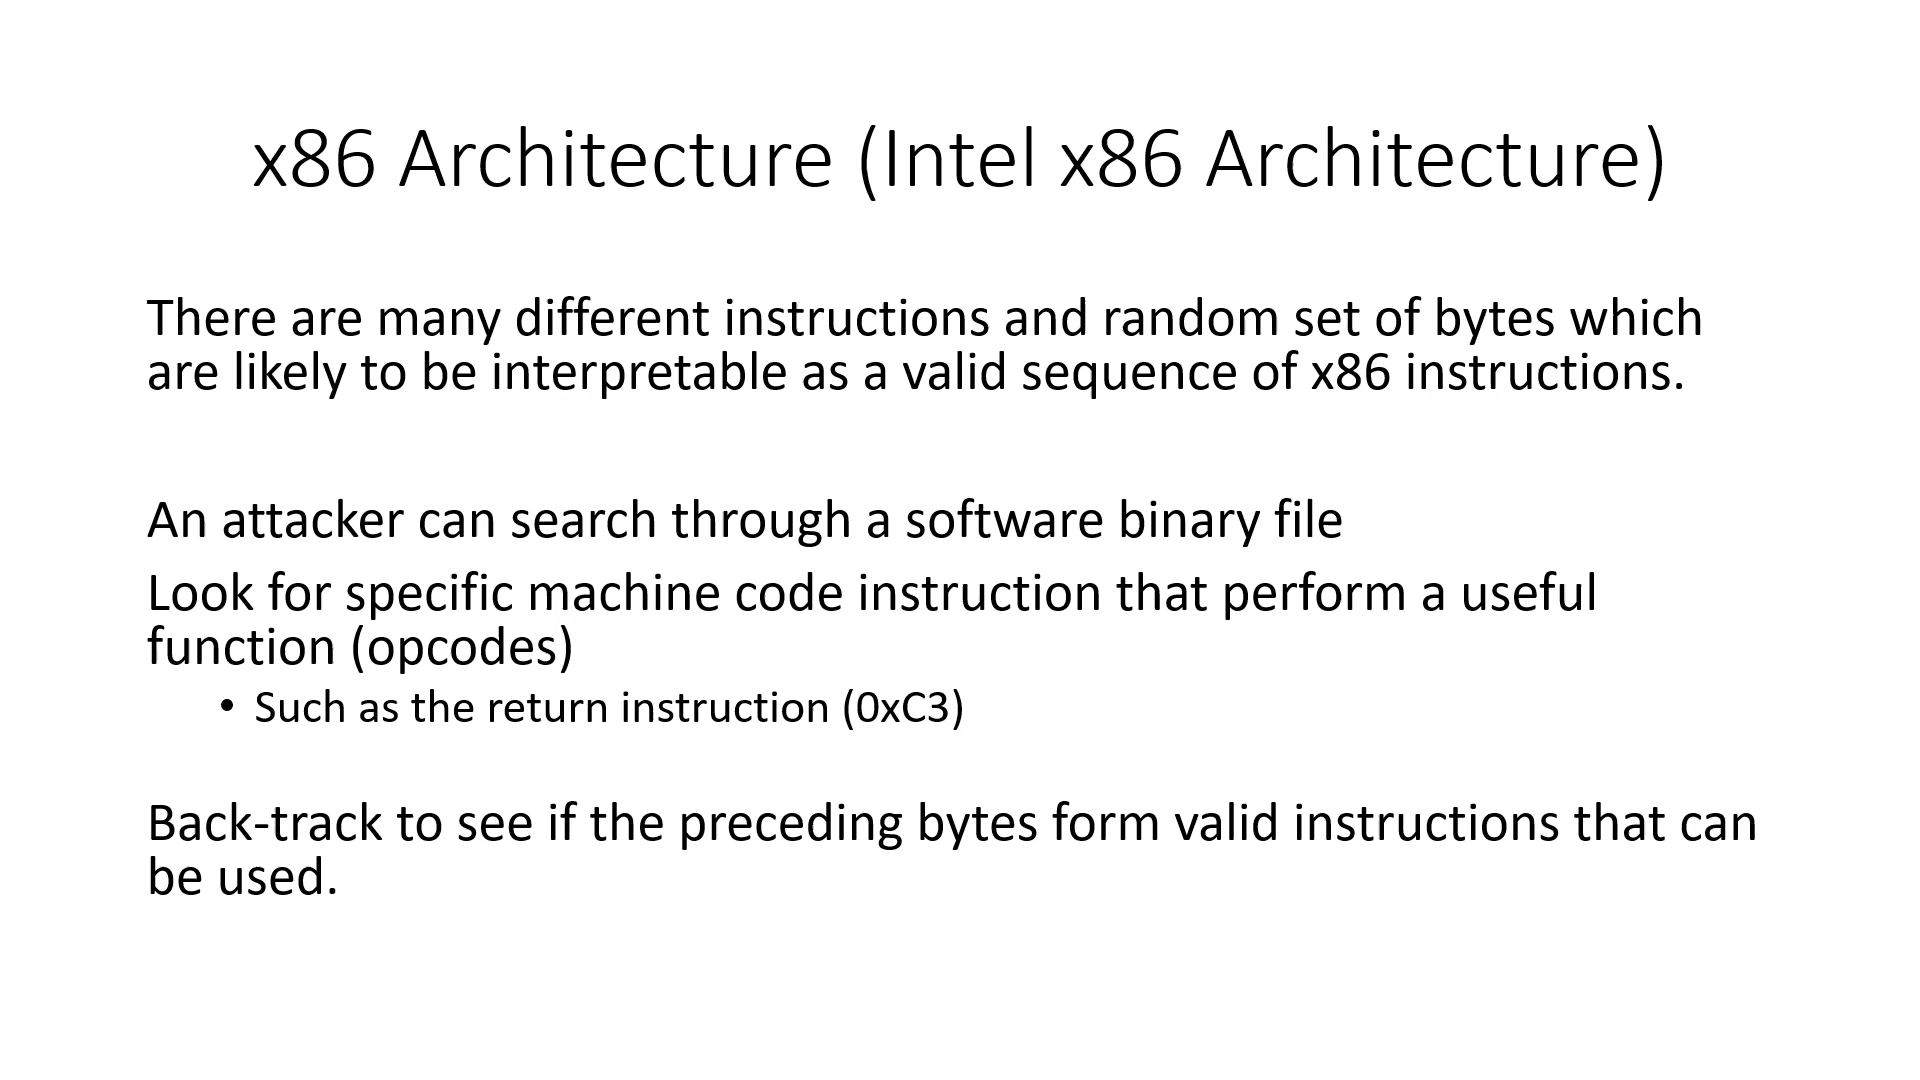 x86 Architecture (Intel x86 Architecture)
There are many different instructions and random set of bytes which
are likely to be interpretable as a valid sequence of x86 instructions.
An attacker can search through a software binary file
Look for specific machine code instruction that perform a useful
function (opcodes)
• Such as the return instruction (0xC3)
Back-track to see if the preceding bytes form valid instructions that can
be used.